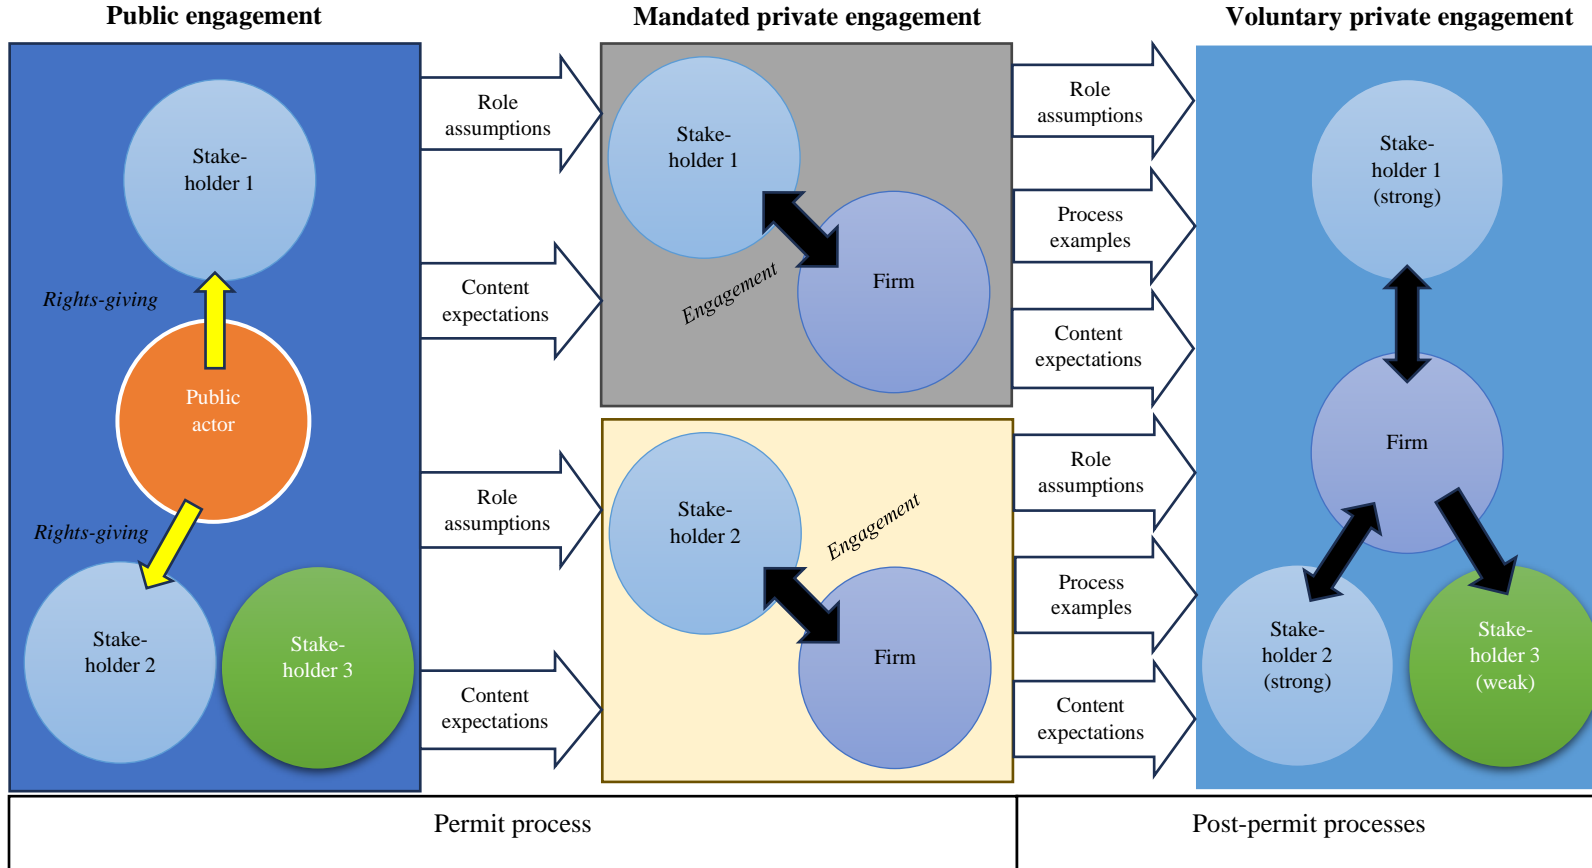 Public engagement
Mandated private engagement
Voluntary private engagement
Stake-
holder 1
Rights-giving
Public
actor
Rights-giving
Stake-
holder 2
Stake-
holder 3
Role
assumptions
Content
expectations
Role
assumptions
Content
expectations
Stake-
holder 1
Engagement
Firm
Stake-
holder 2
Engagement
Firm
Role
assumptions
Process
examples
Content
expectations
Role
assumptions
Process
examples
Content
expectations
Stake-
holder 1
(strong)
Firm
Stake-
holder 2
(strong)
Stake-
holder 3
(weak)
Permit process
Post-permit processes